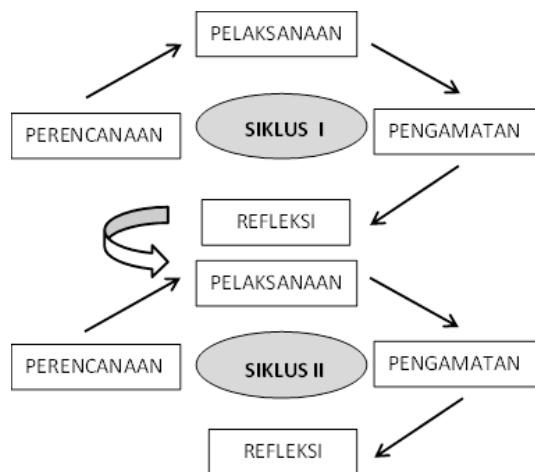 PELAKSANAAN
PERENCANAAN
SIKLUS I
PENGAMATAN
REFLEKSI
PELAKSANAAN
PERENCANAAN
SIKLUS II
PENGAMATAN
REFLEKSI